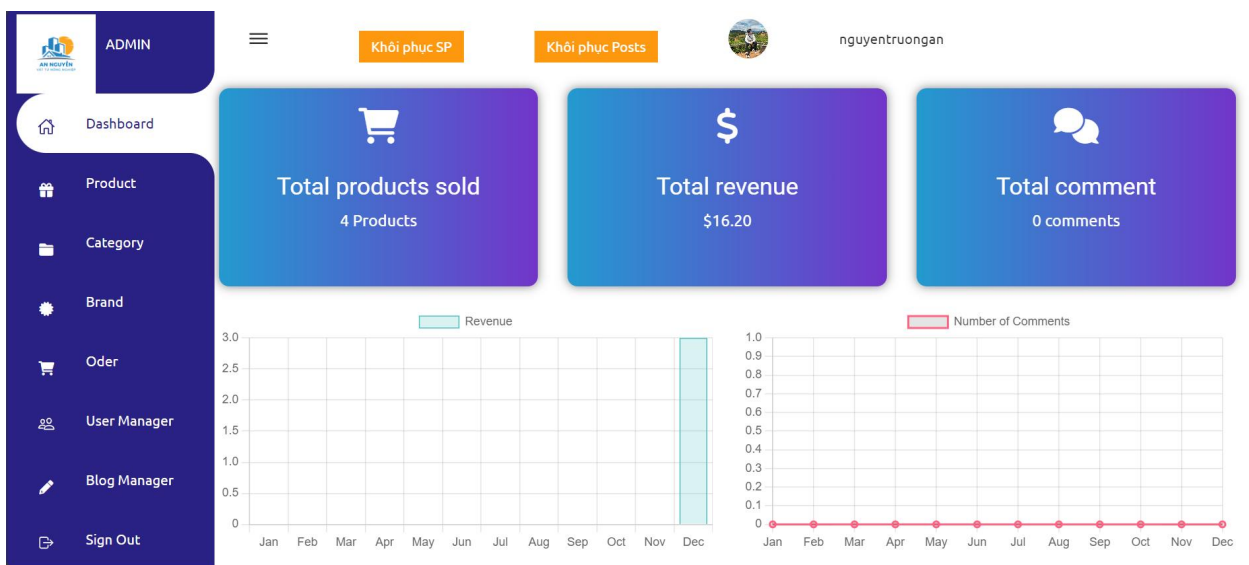 AN NGUYÊN
ADMIN
Khôi phục SP
Khôi phục Posts
nguyentruongan
Dashboard
Product
Category
Brand
Oder
User Manager
Blog Manager
Sign Out
Total products sold
4 Products
Total revenue
$16.20
Total comment
0 comments
Revenue
3.0
2.5
2.0
1.5
1.0
0.5
0
Jan Feb Mar Apr May Jun Jul Aug Sep Oct Nov Dec
Number of Comments
1.0
0.9
0.8
0.7
0.6
0.5
0.4
0.3
0.2
0.1
0
Jan Feb Mar Apr May Jun Jul Aug Sep Oct Nov Dec